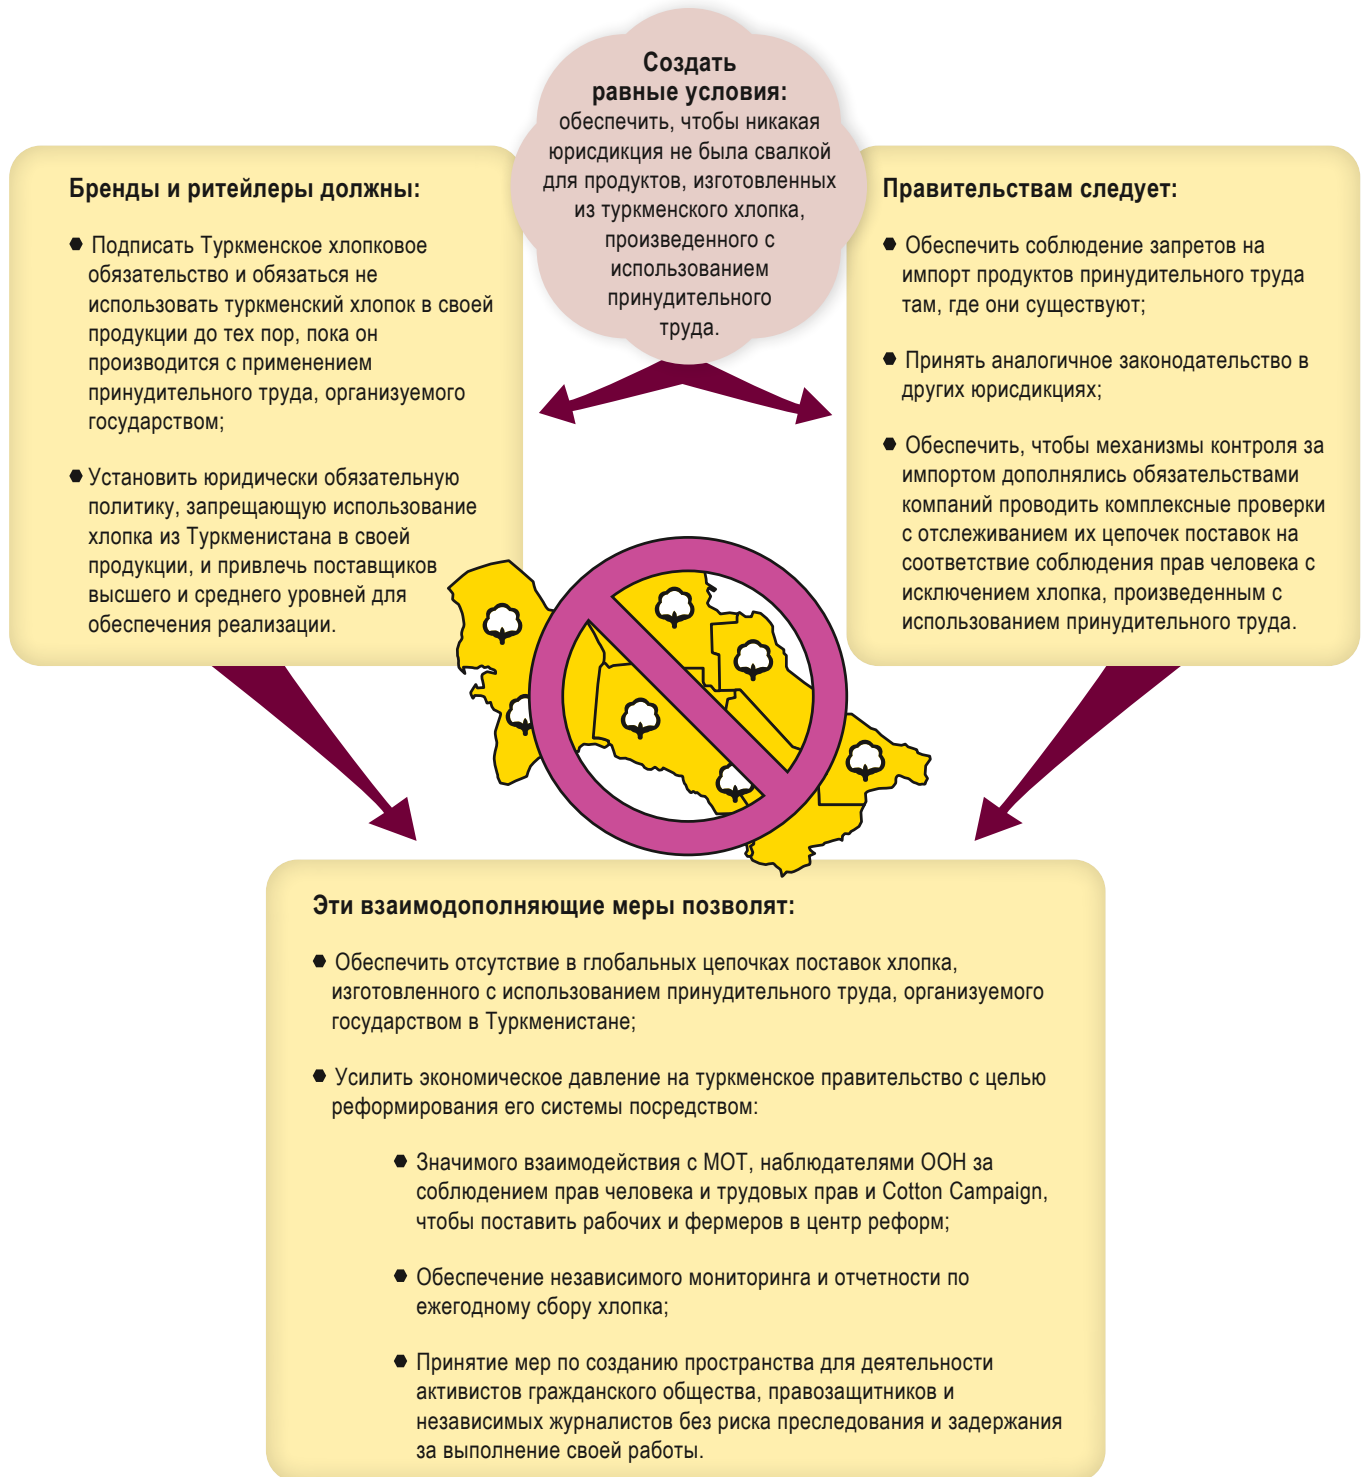 Создать
равные условия:
обеспечить, чтобы никакая
юрисдикция не была свалкой
для продуктов, изготовленных
из туркменского хлопка,
произведенного с
использованием
принудительного
труда.
Бренды и ритейлеры должны:
Подписать Туркменское хлопковое
обязательство и обязаться не
использовать туркменский хлопок в своей
продукции до тех пор, пока он
производится с применением
принудительного труда, организуемого
государством;
Установить юридически обязательную
политику, запрещающую использование
хлопка из Туркменистана в своей
продукции, и привлечь поставщиков
высшего и среднего уровней для
обеспечения реализации.
Правительствам следует:
Обеспечить соблюдение запретов на
импорт продуктов принудительного труда
там, где они существуют;
Принять аналогичное законодательство в
других юрисдикциях;
Обеспечить, чтобы механизмы контроля за
импортом дополнялись обязательствами
компаний проводить комплексные проверки
с отслеживанием их цепочек поставок на
соответствие соблюдения прав человека с
исключением хлопка, произведенным с
использованием принудительного труда.
Эти взаимодополняющие меры позволят:
Обеспечить отсутствие в глобальных цепочках поставок хлопка,
изготовленного с использованием принудительного труда, организуемого
государством в Туркменистане;
Усилить экономическое давление на туркменское правительство с целью
реформирования его системы посредством:
Значимого взаимодействия с МОТ, наблюдателями ООН за
соблюдением прав человека и трудовых прав и Cotton Campaign,
чтобы поставить рабочих и фермеров в центр реформ;
Обеспечение независимого мониторинга и отчетности по
ежегодному сбору хлопка;
Принятие мер по созданию пространства для деятельности
активистов гражданского общества, правозащитников и
независимых журналистов без риска преследования и задержания
за выполнение своей работы.